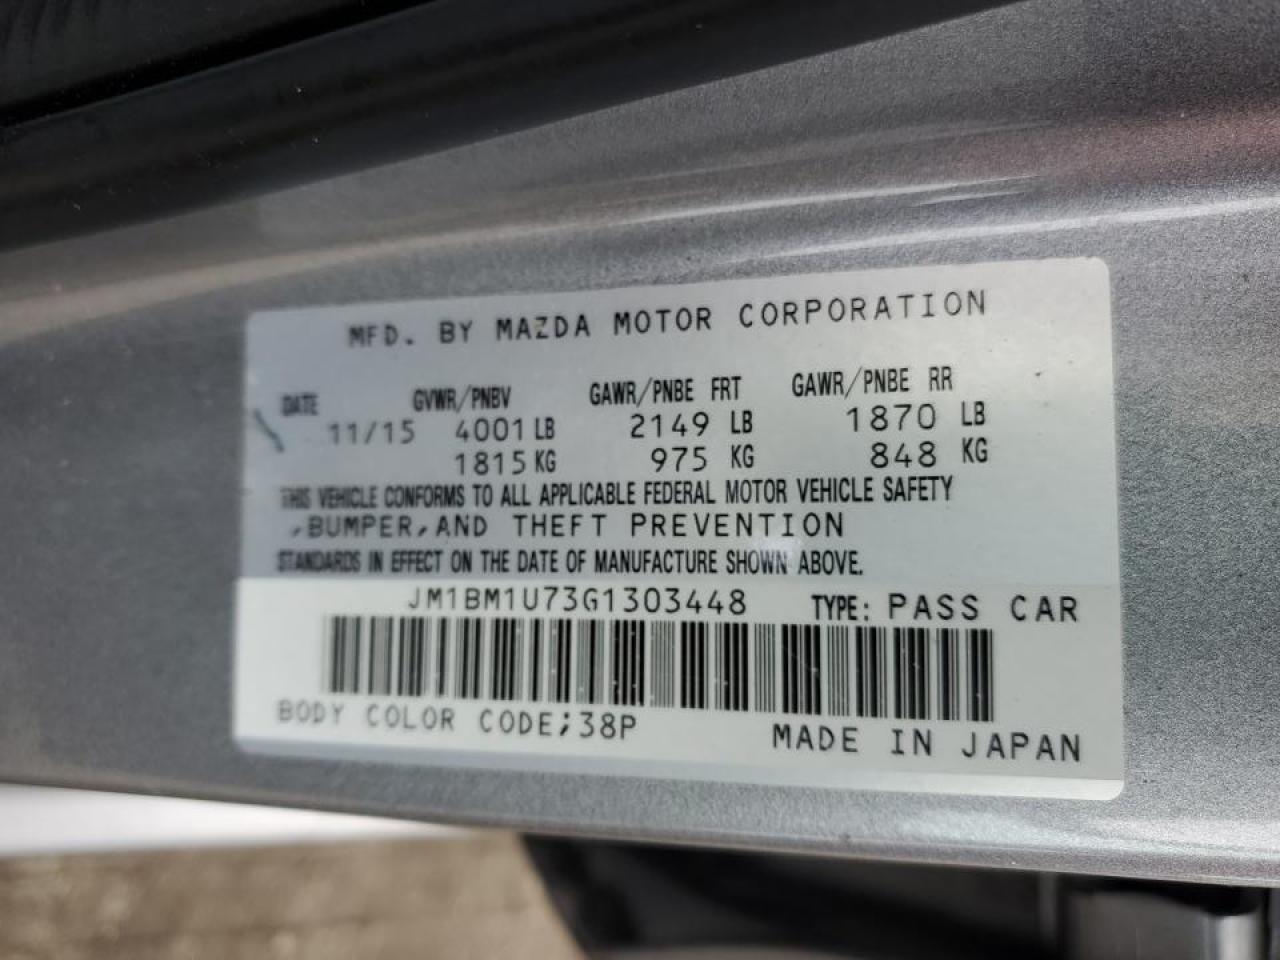 MFD. BY MAZDA MOTOR CORPORATION
DATE GVWR/PNBV GAWR/PNBE FRT GAWR/PNBE RR
11/15 4001 LB 2149 LB 1870 LB
1815 KG 975 KG 848 KG
THIS VEHICLE CONFORMS TO ALL APPLICABLE FEDERAL MOTOR VEHICLE SAFETY
,BUMPER,AND THEFT PREVENTION
STANDARDS IN EFFECT ON THE DATE OF MANUFACTURE SHOWN ABOVE.
JM1BM1U73G1303448 TYPE: PASS CAR
BODY COLOR CODE;38P MADE IN JAPAN